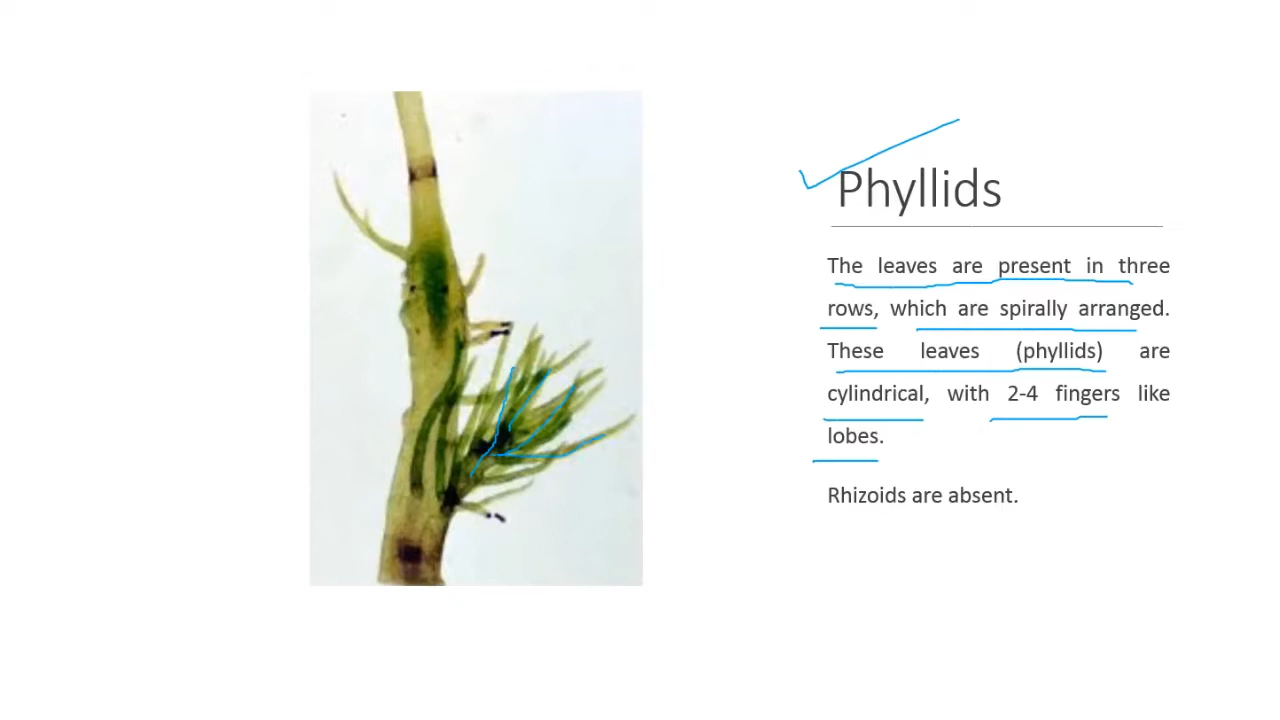 Phyllids
The leaves are present in three
rows, which are spirally arranged.
These leaves (phyllids) are
cylindrical, with 2-4 fingers like
lobes.
Rhizoids are absent.